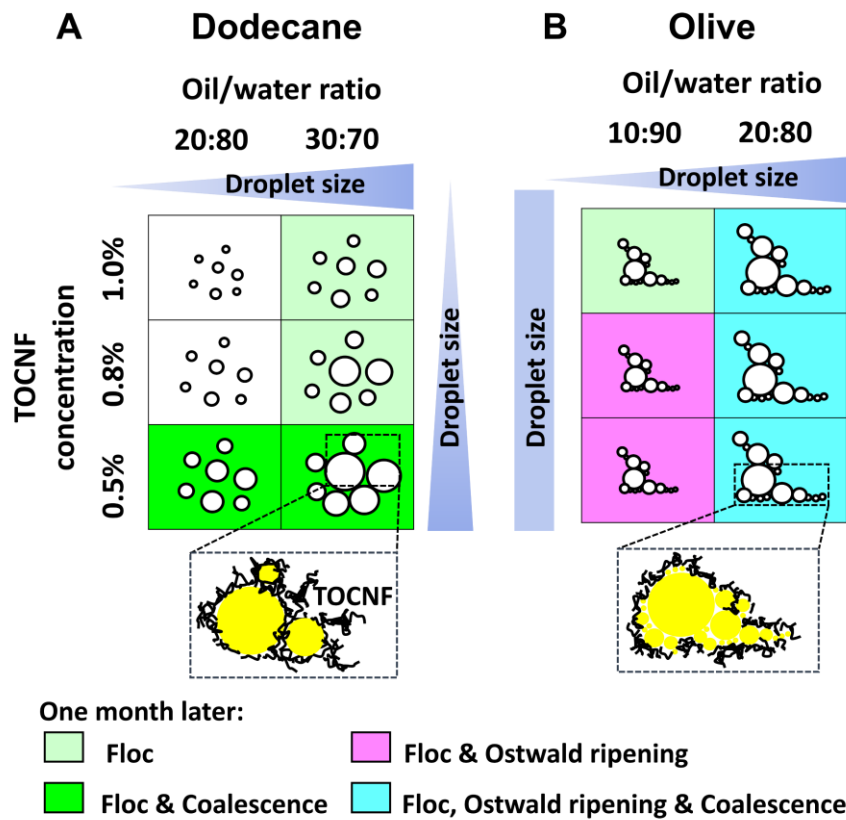 A Dodecane
Oil/water ratio
20:80 30:70
Droplet size
TOCNF
concentration
1.0%
0.8%
0.5%
Droplet size
TOCNF
B Olive
Oil/water ratio
10:90 20:80
Droplet size
Droplet size
One month later:
Floc
Floc & Ostwald ripening
Floc & Coalescence
Floc, Ostwald ripening & Coalescence